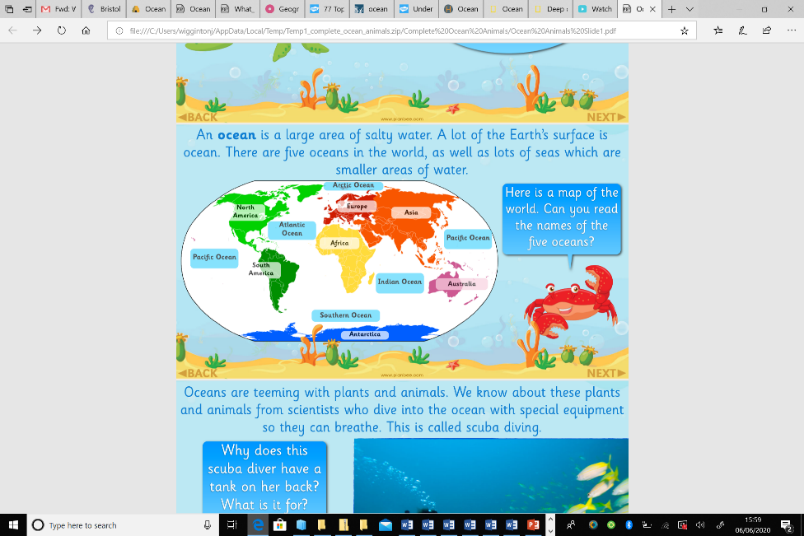 Fwd: V
Bristol
Ocean
Ocean
What_
Geogr
?? Top
ocean
Under
Ocean
Ocean
Deep
Watch
Oc
file:///C:/Users/wiggintonj/AppData/Local/Temp/Temp1_complete_ocean_animals.zip/Complete%20Ocean%20Animals/Ocean%20Animals%20Slide1.pdf
BACK
NEXT
An ocean is a large area of salty water. A lot of the Earth's surface is
ocean. There are five oceans in the world, as well as lots of seas which are
smaller areas of water.
Arctic Ocean
North
America
Europe
Asia
Atlantic
Ocean
Africa
Pacific Ocean
Pacific Ocean
South
America
Indian Ocean
Australia
Southern Ocean
Antarctica
Here is a map of the
world. Can you read
the names of the
five oceans?
BACK
NEXT
Oceans are teeming with plants and animals. We know about these plants
and animals from scientists who dive into the ocean with special equipment
so they can breathe. This is called scuba diving.
Why does this
scuba diver have a
tank on her back?
What is it for?
Type here to search
15:59
06/06/2020